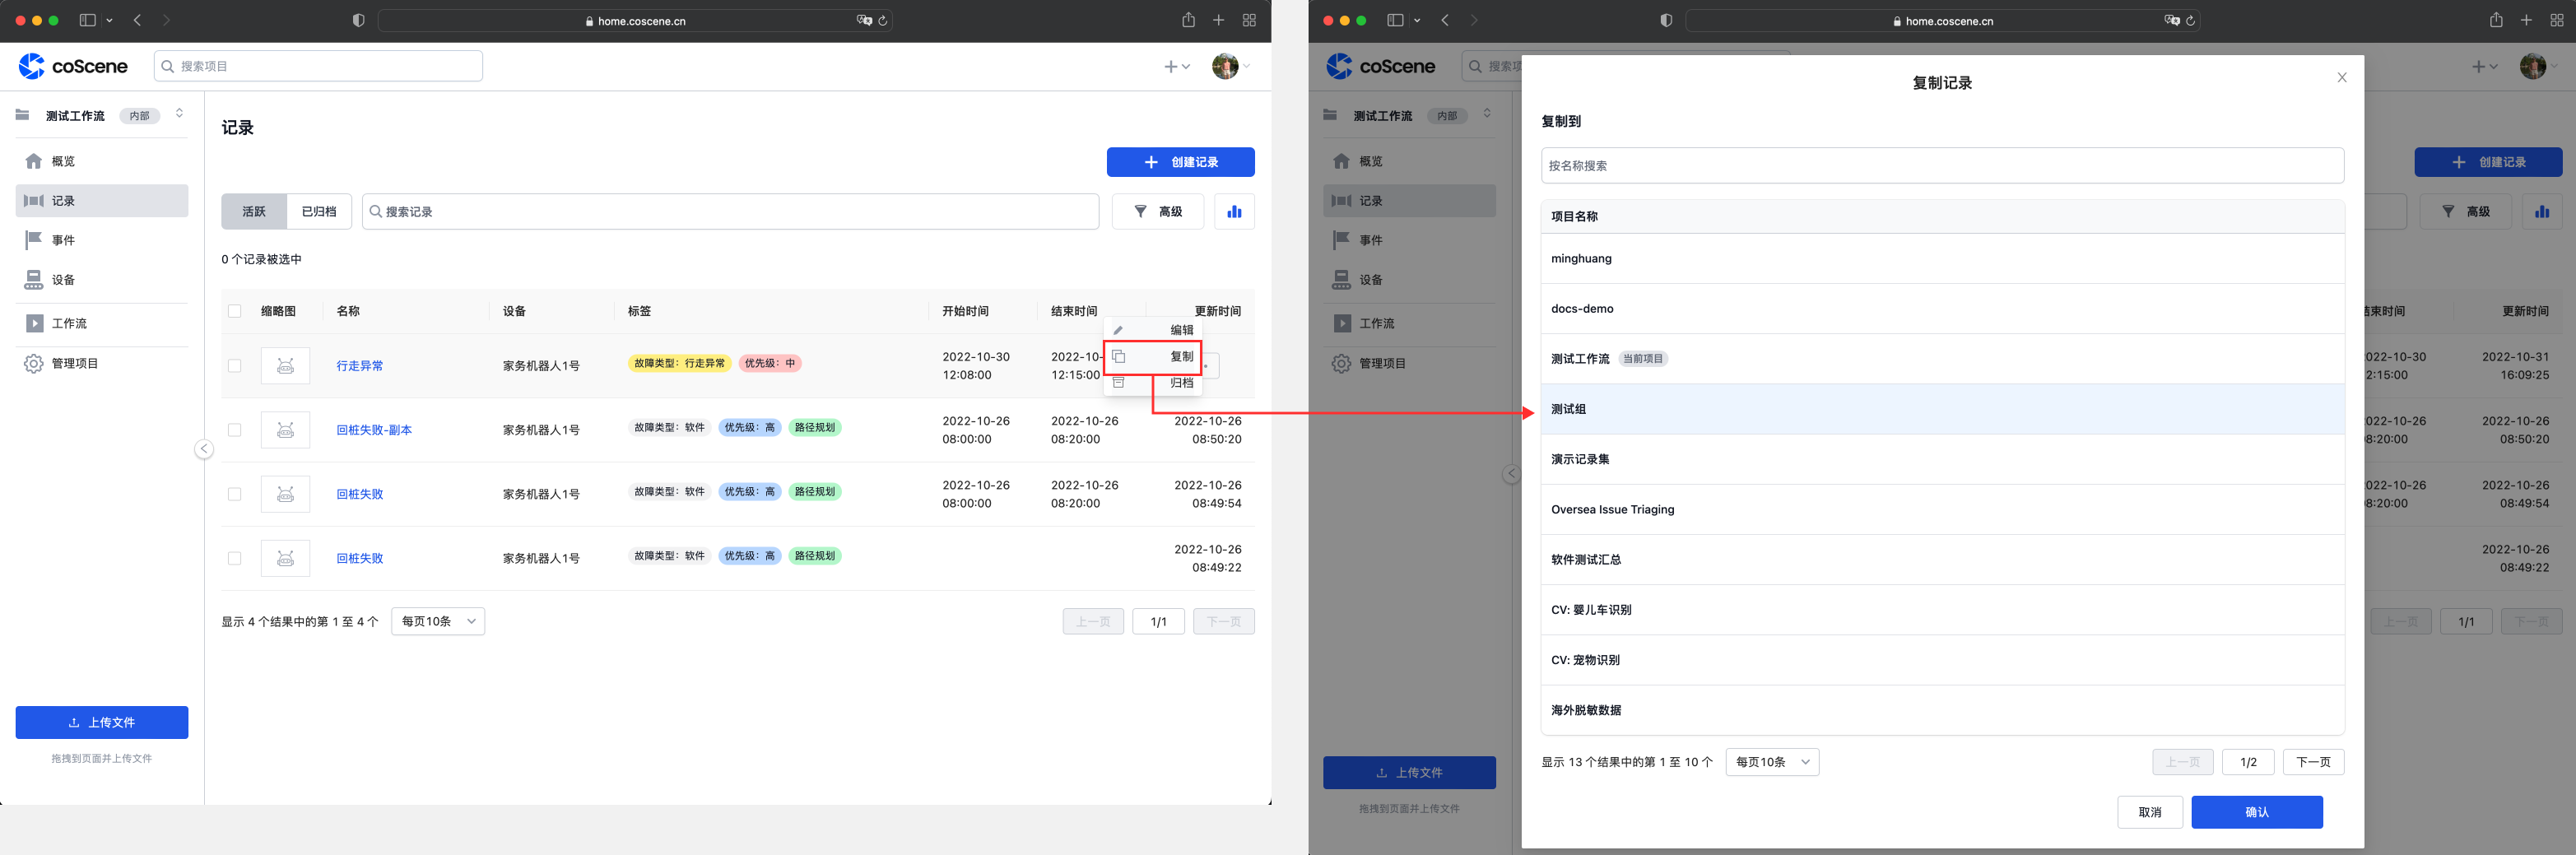 home.coscene.cn
coScene
搜索项目
测试工作流 内部
概览
记录
事件
设备
工作流
管理项目
上传文件
拖拽到页面并上传文件
记录
创建记录
活跃 已归档 搜索记录 高级
0 个记录被选中
缩略图 名称 设备 标签 开始时间 结束时间 更新时间
编辑
复制
归档
行走异常 家务机器人1号 故障类型：行走异常 优先级：中 2022-10-30 12:08:00 2022-10- 12:15:00
回桩失败-副本 家务机器人1号 故障类型：软件 优先级：高 路径规划 2022-10-26 08:00:00 2022-10-26 08:20:00 2022-10-26 08:50:20
回桩失败 家务机器人1号 故障类型：软件 优先级：高 路径规划 2022-10-26 08:00:00 2022-10-26 08:20:00 2022-10-26 08:49:54
回桩失败 家务机器人1号 故障类型：软件 优先级：高 路径规划 2022-10-26 08:49:22
显示 4 个结果中的第 1 至 4 个 每页10条 上一页 1/1 下一页
home.coscene.cn
coScene
搜索项
测试工作流 内部
概览
记录
事件
设备
工作流
管理项目
上传文件
拖拽到页面并上传文件
复制记录
复制到
按名称搜索
项目名称
minghuang
docs-demo
测试工作流 当前项目
测试组
演示记录集
Oversea Issue Triaging
软件测试汇总
CV: 婴儿车识别
CV: 宠物识别
海外脱敏数据
显示 13 个结果中的第 1 至 10 个 每页10条 上一页 1/2 下一页
取消 确认
创建记录
高级
结束时间 更新时间
2022-10-30 2022-10-31
2:15:00 16:09:25
2022-10-26 2022-10-26
8:20:00 08:50:20
2022-10-26 2022-10-26
8:20:00 08:49:54
2022-10-26
08:49:22
上一页 1/1 下一页